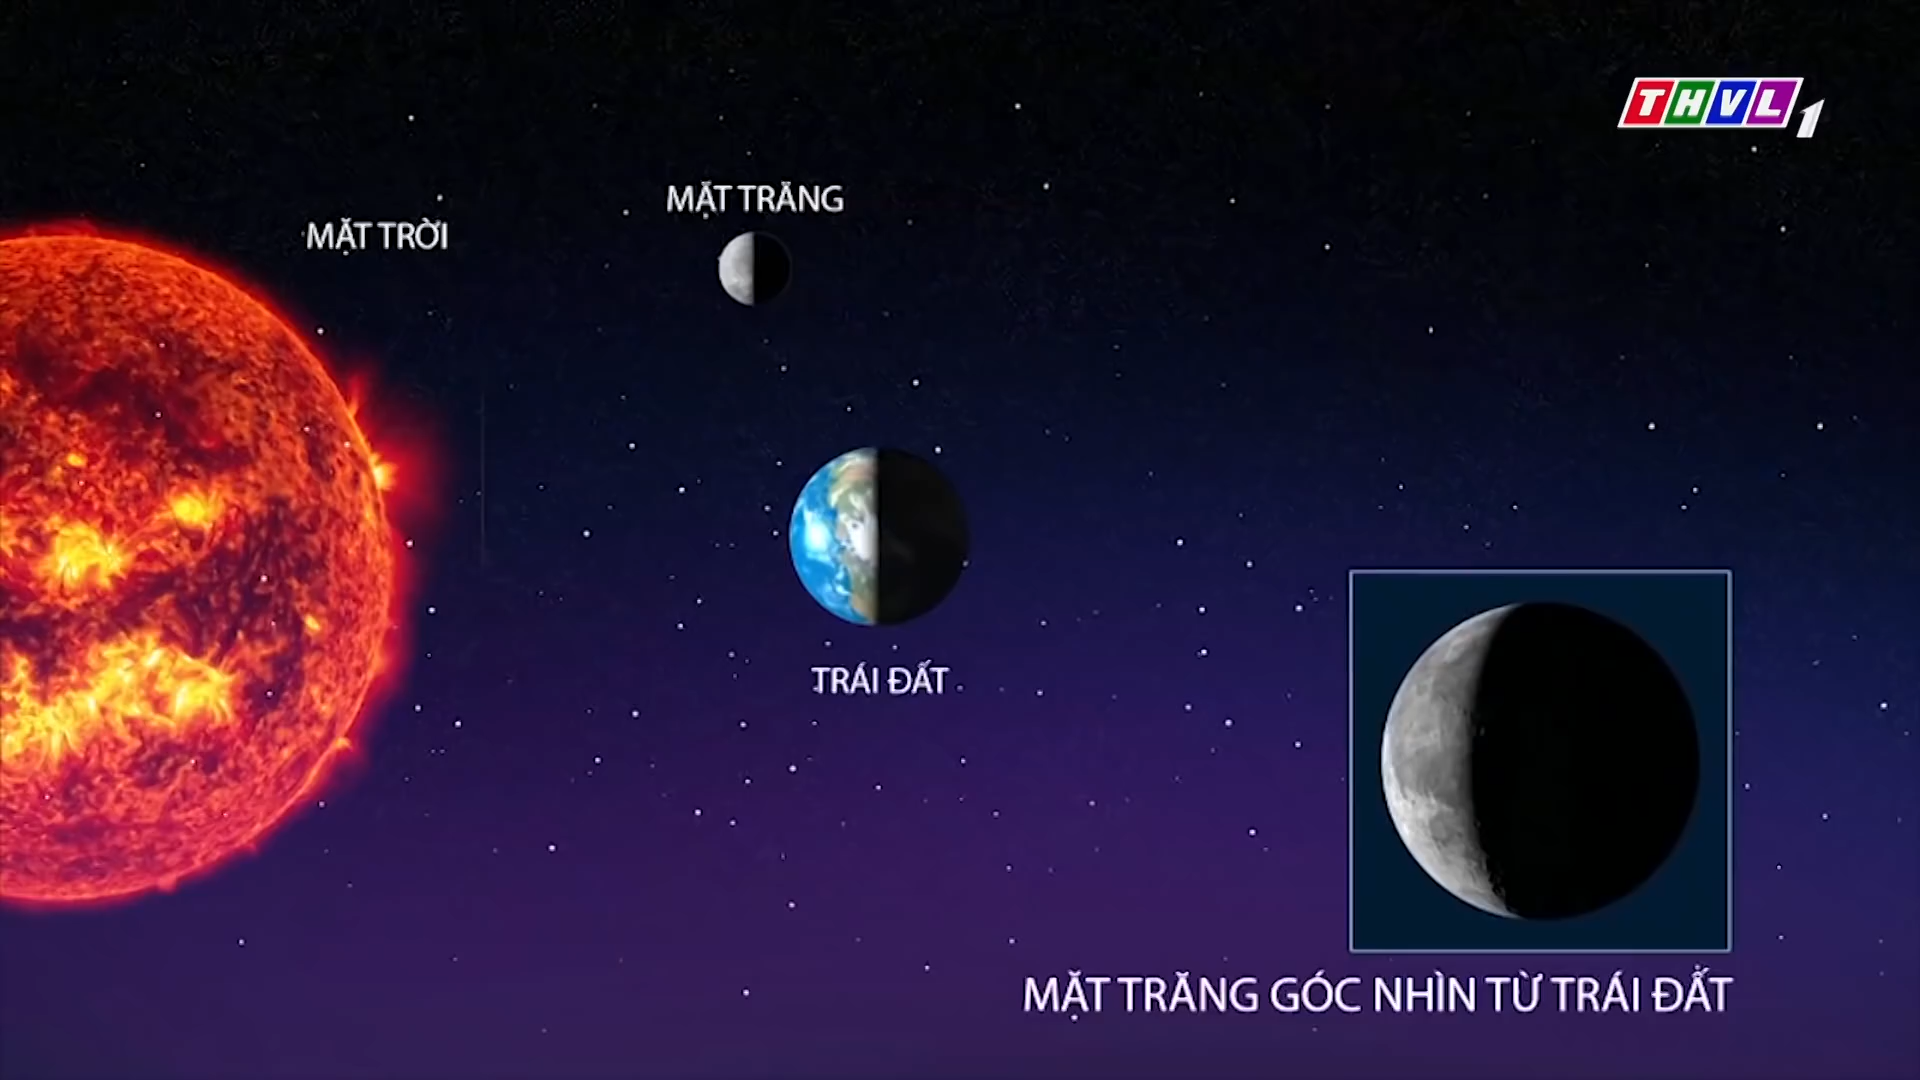 THVL1
MẶT TRĂNG
MẶT TRỜI
TRÁI ĐẤT
MẶT TRĂNG GÓC NHÌN TỪ TRÁI ĐẤT